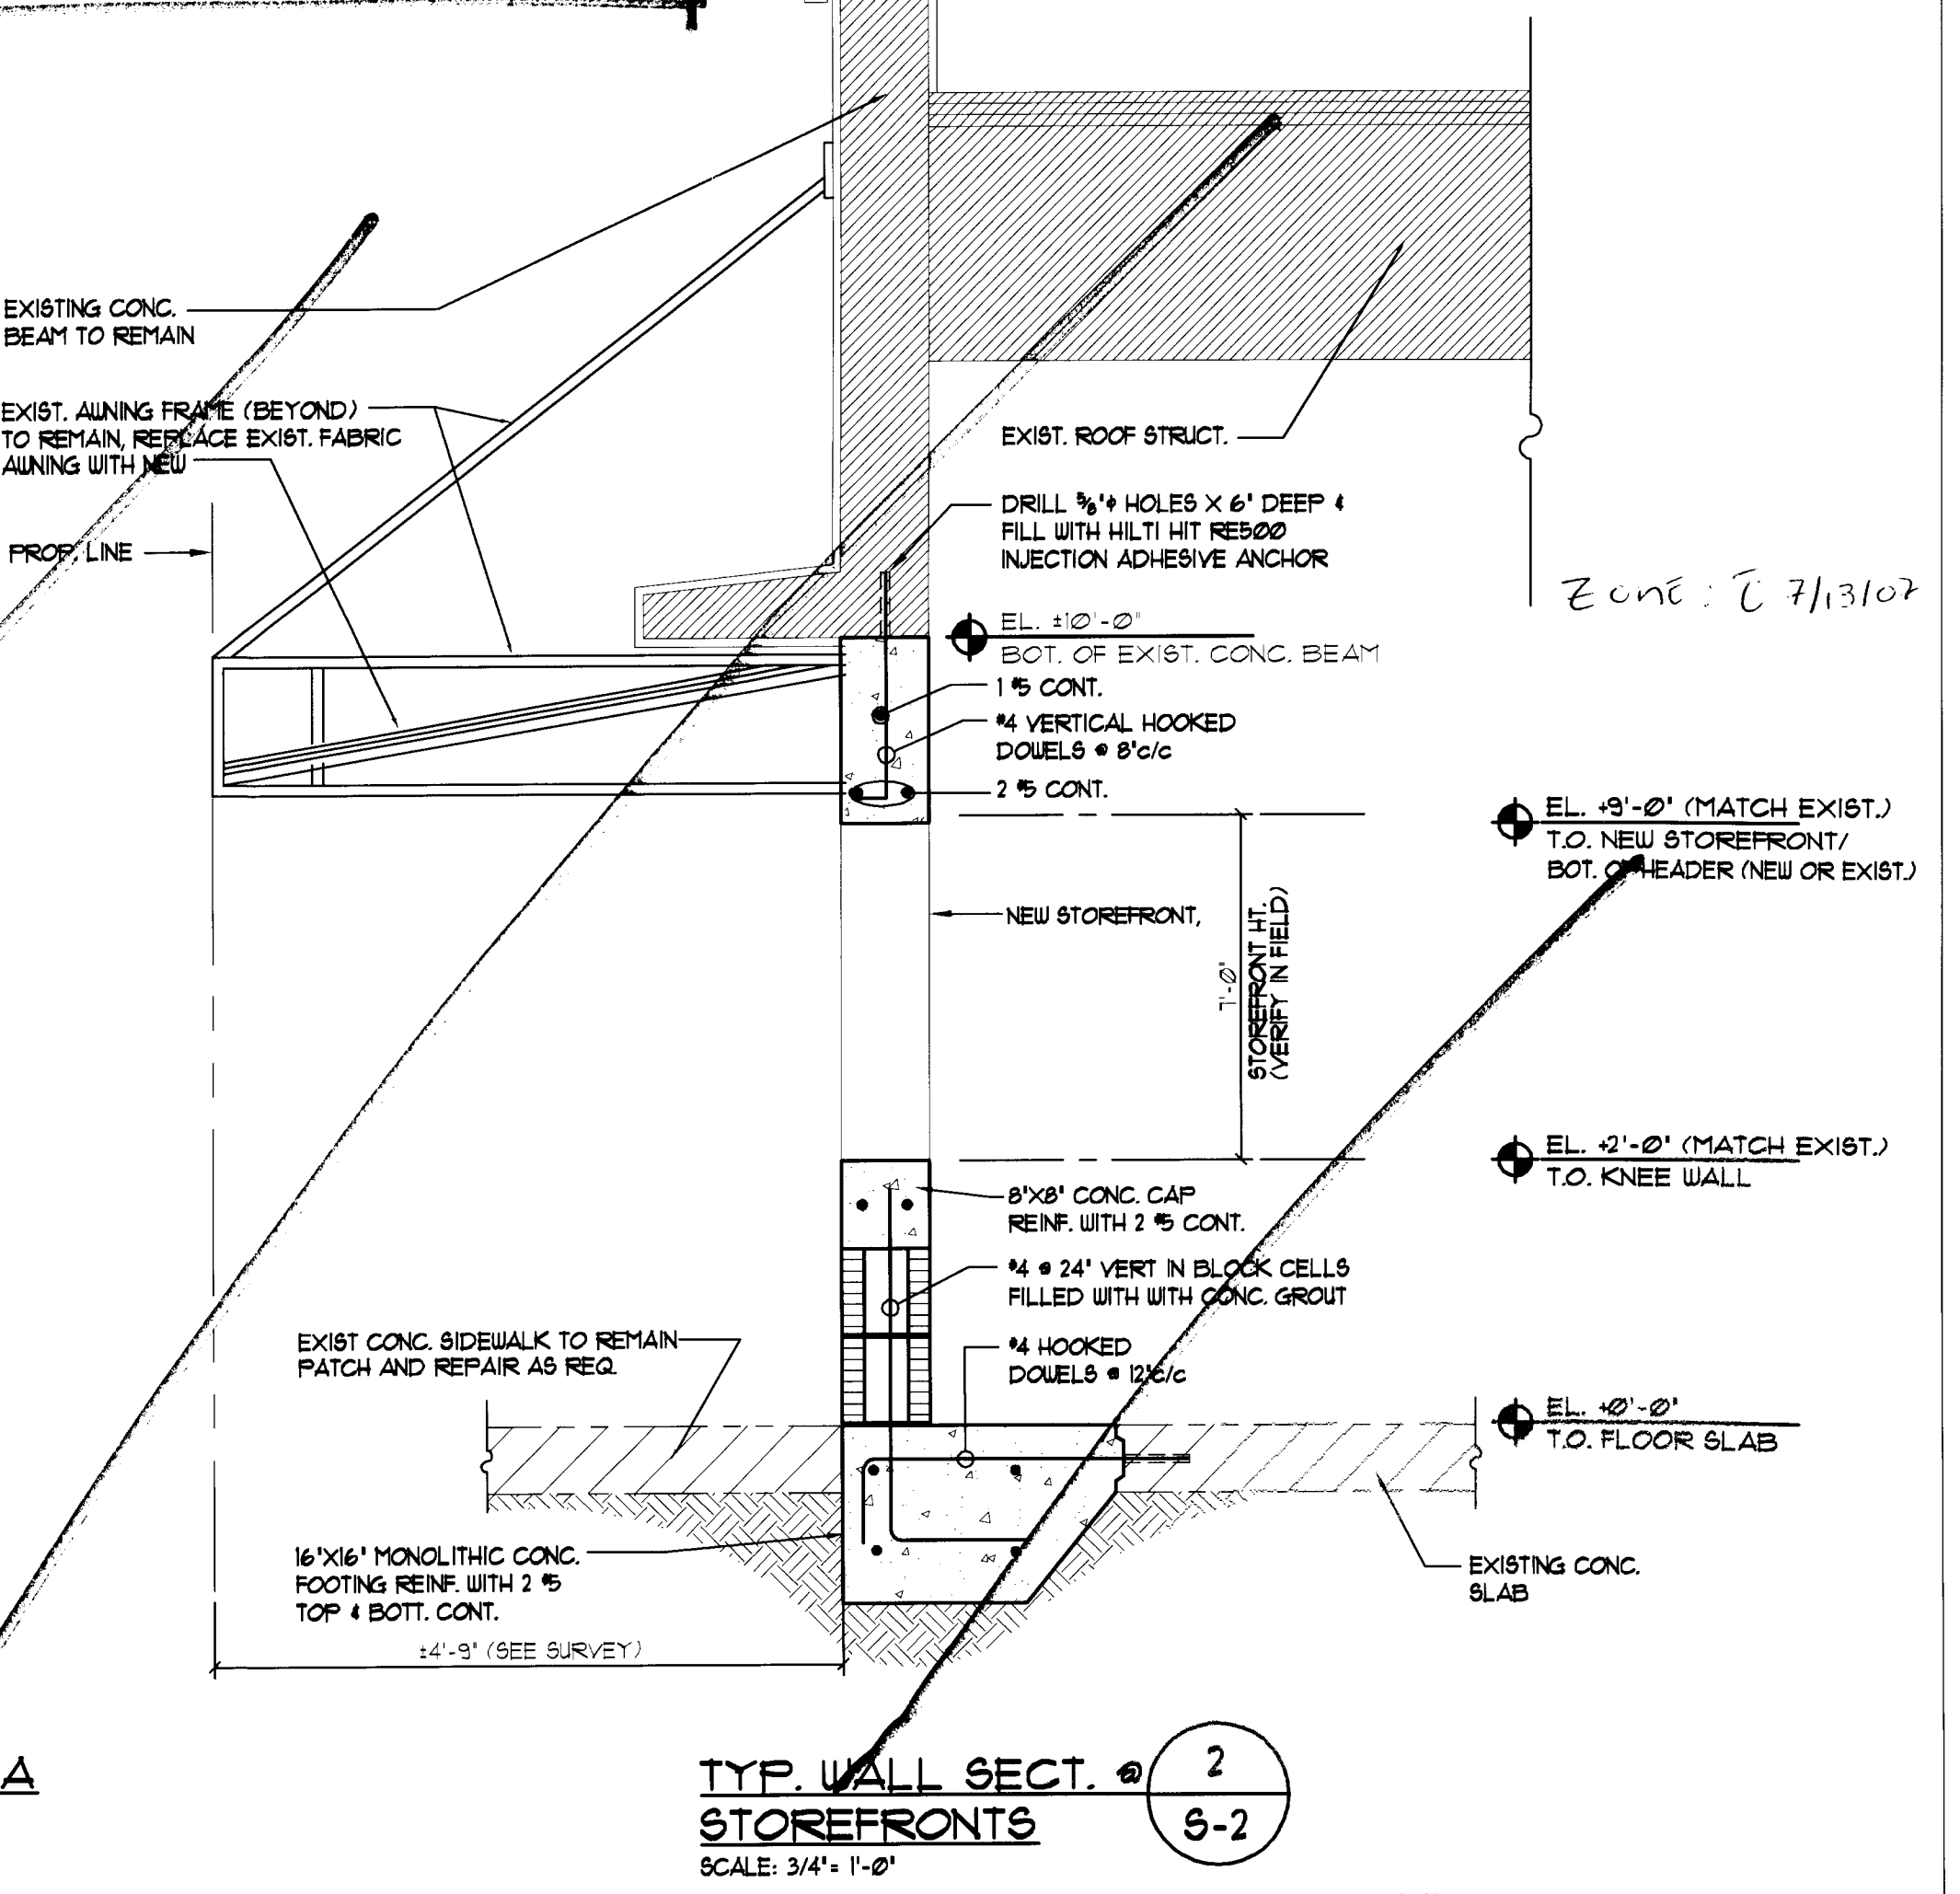 EXISTING CONC.
BEAM TO REMAIN
EXIST. AWNING FRAME (BEYOND)
TO REMAIN, REPLACE EXIST. FABRIC
AWNING WITH NEW
PROP. LINE
EXIST. ROOF STRUCT.
DRILL 5/8"φ HOLES X 6" DEEP &
FILL WITH HILTI HIT RE500
INJECTION ADHESIVE ANCHOR
Zone: 7/13/07
EL. ±10'-0"
BOT. OF EXIST. CONC. BEAM
1 #5 CONT.
#4 VERTICAL HOOKED
DOWELS @ 8"c/c
2 #5 CONT.
EL. +9'-0" (MATCH EXIST.)
T.O. NEW STOREFRONT/
BOT. OF HEADER (NEW OR EXIST.)
NEW STOREFRONT,
7'-0"
STOREFRONT HT.
(VERIFY IN FIELD)
EL. +2'-0" (MATCH EXIST.)
T.O. KNEE WALL
8"X8" CONC. CAP
REINF. WITH 2 #5 CONT.
#4 @ 24" VERT IN BLOCK CELLS
FILLED WITH WITH CONC. GROUT
#4 HOOKED
DOWELS @ 12"c/c
EXIST CONC. SIDEWALK TO REMAIN
PATCH AND REPAIR AS REQ.
EL. +0'-0"
T.O. FLOOR SLAB
16"X16" MONOLITHIC CONC.
FOOTING REINF. WITH 2 #5
TOP & BOTT. CONT.
EXISTING CONC.
SLAB
±4'-9" (SEE SURVEY)
A
TYP. WALL SECT. @
STOREFRONTS
2
S-2
SCALE: 3/4"= 1'-0"